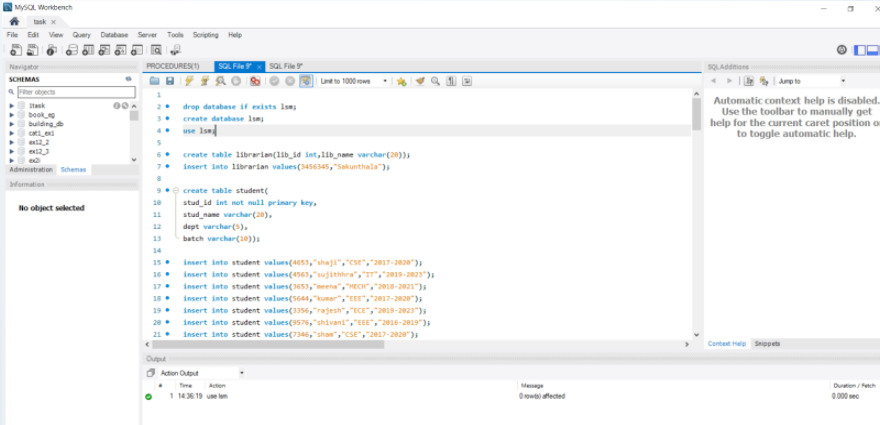 MySQL Workbench
task
File Edit View Query Database Server Tools Scripting Help
Navigator
SCHEMAS
Filter objects
1task
book_eg
building_db
cat1_ex1
ex12_2
ex12_3
ex2i
Administration Schemas
Information
No object selected
PROCEDURES(1) SQL File 9* SQL File 9*
Limit to 1000 rows
1
2 drop database if exists lsm;
3 create database lsm;
4 use lsm;
5
6 create table librarian(lib_id int,lib_name varchar(20));
7 insert into librarian values(3456345,"Sakunthala");
8
9 create table student(
10 stud_id int not null primary key,
11 stud_name varchar(20),
12 dept varchar(5),
13 batch varchar(10));
14
15 insert into student values(4653,"shaji","CSE","2017-2020");
16 insert into student values(4563,"sujithhra","IT","2019-2023");
17 insert into student values(3653,"meena","MECH","2018-2021");
18 insert into student values(5644,"kumar","EEE","2017-2020");
19 insert into student values(3356,"rajesh","ECE","2019-2023");
20 insert into student values(9576,"shivani","EEE","2016-2019");
21 insert into student values(7346,"sham","CSE","2017-2020");
SQLAdditions
Jump to
Automatic context help is disabled.
Use the toolbar to manually get
help for the current caret position or
to toggle automatic help.
Context Help Snippets
Output
Action Output
# Time Action Message Duration / Fetch
1 14:36:19 use lsm 0 row(s) affected 0.000 sec